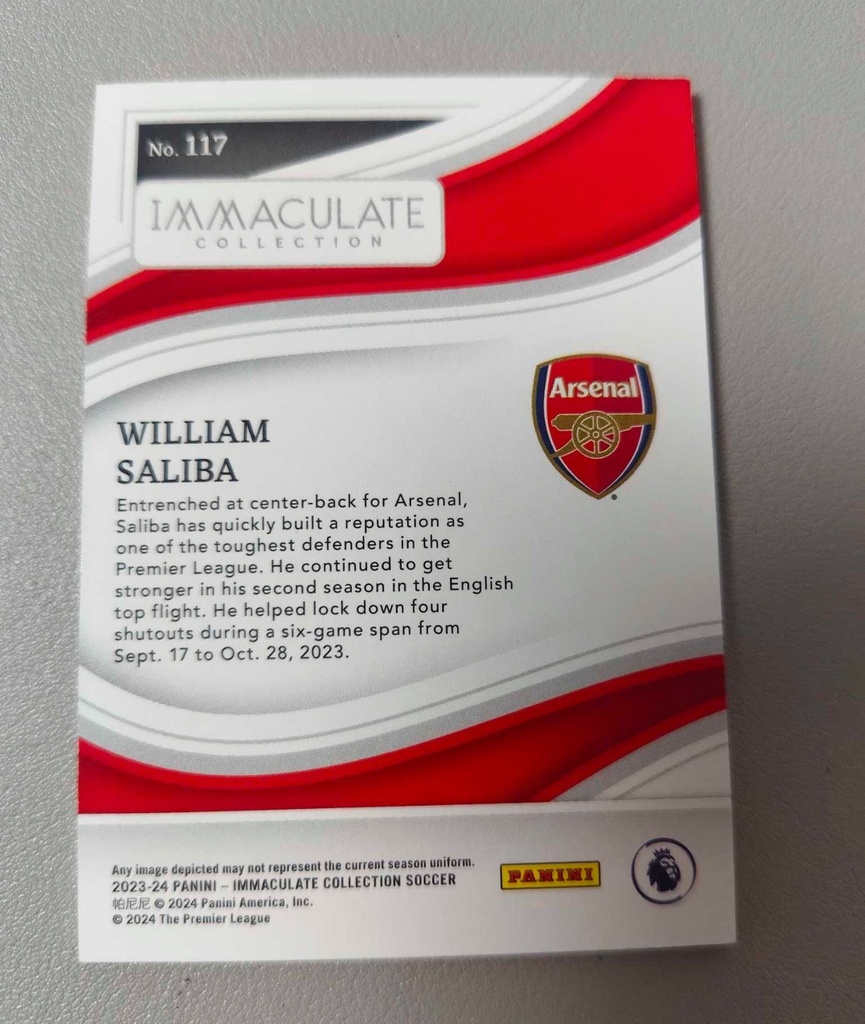 No. 117
IMMACULATE
COLLECTION
Arsenal
WILLIAM
SALIBA
Entrenched at center-back for Arsenal,
Saliba has quickly built a reputation as
one of the toughest defenders in the
Premier League. He continued to get
stronger in his second season in the English
top flight. He helped lock down four
shutouts during a six-game span from
Sept. 17 to Oct. 28, 2023.
Any image depicted may not represent the current season uniform.
2023-24 PANINI – IMMACULATE COLLECTION SOCCER
帕尼尼 © 2024 Panini America, Inc.
© 2024 The Premier League
PANINI